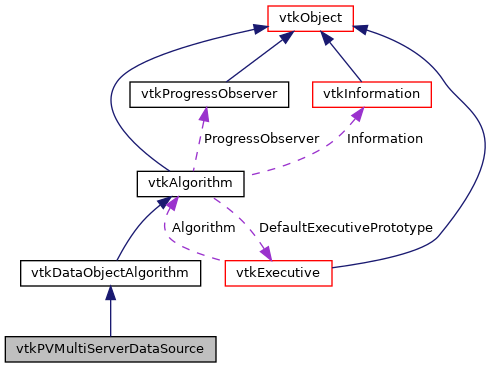 vtkObject
vtkProgressObserver
vtkInformation
ProgressObserver
Information
vtkAlgorithm
Algorithm
DefaultExecutivePrototype
vtkDataObjectAlgorithm
vtkExecutive
vtkPVMultiServerDataSource